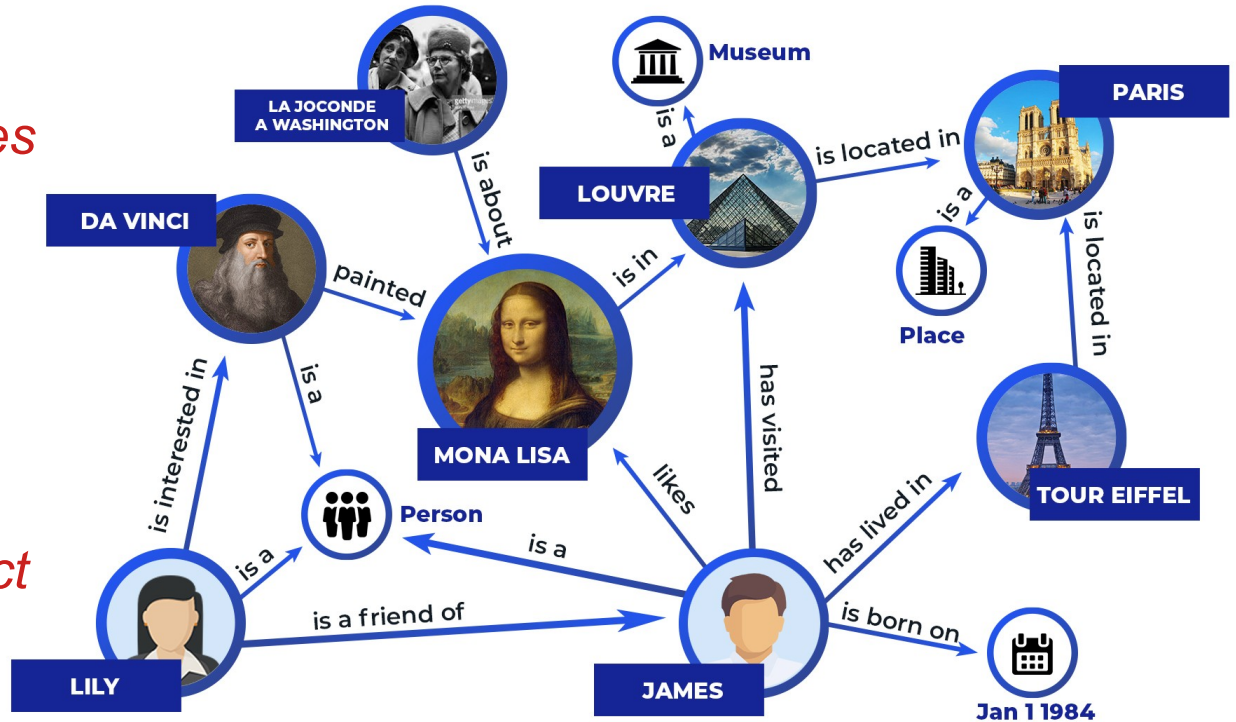 LA JOCONDE
A WASHINGTON
gettyimages
Museum
PARIS
is a
is located in
LOUVRE
DA VINCI
is about
is in
is a
is located in
painted
Place
is a
is interested in
MONA LISA
has visited
likes
TOUR EIFFEL
has lived in
Person
is a
is a
is a friend of
is born on
LILY
JAMES
Jan 1 1984